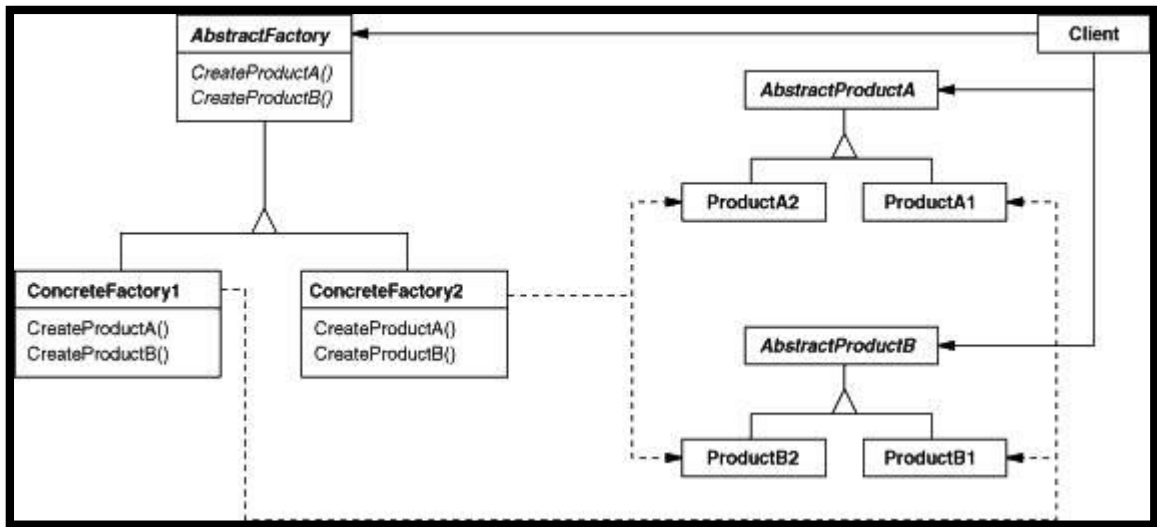 AbstractFactory
CreateProductA()
CreateProductB()
Client
AbstractProductA
ProductA2
ProductA1
ConcreteFactory1
CreateProductA()
CreateProductB()
ConcreteFactory2
CreateProductA()
CreateProductB()
AbstractProductB
ProductB2
ProductB1